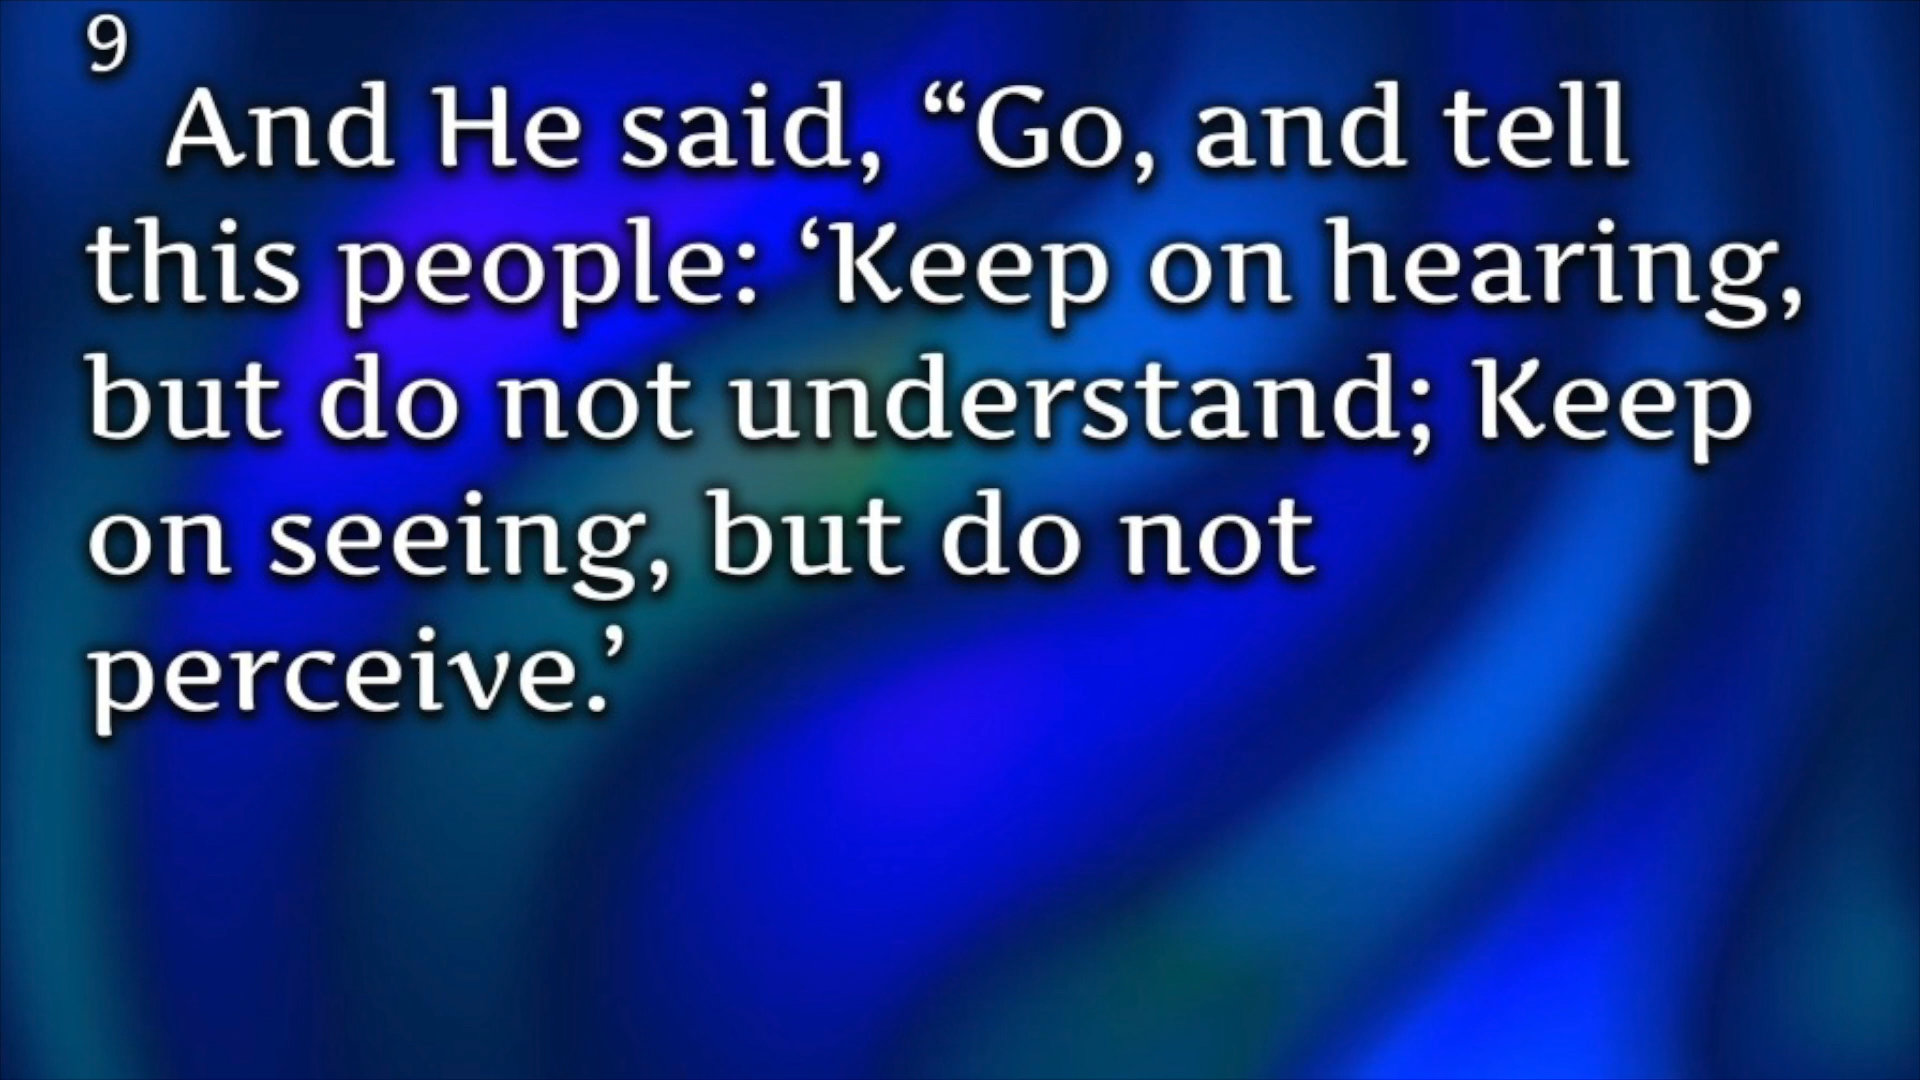 9
And He said, “Go, and tell
this people: ‘Keep on hearing,
but do not understand; Keep
on seeing, but do not
perceive.’